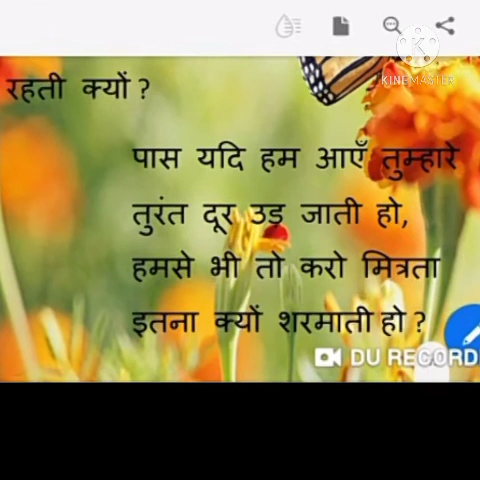 KINEMASTER
रहती क्यों ?
पास यदि हम आएँ तुम्हारे
तुरंत दूर उड़ जाती हो,
हमसे भी तो करो मित्रता
इतना क्यों शरमाती हो ?
DU RECORD